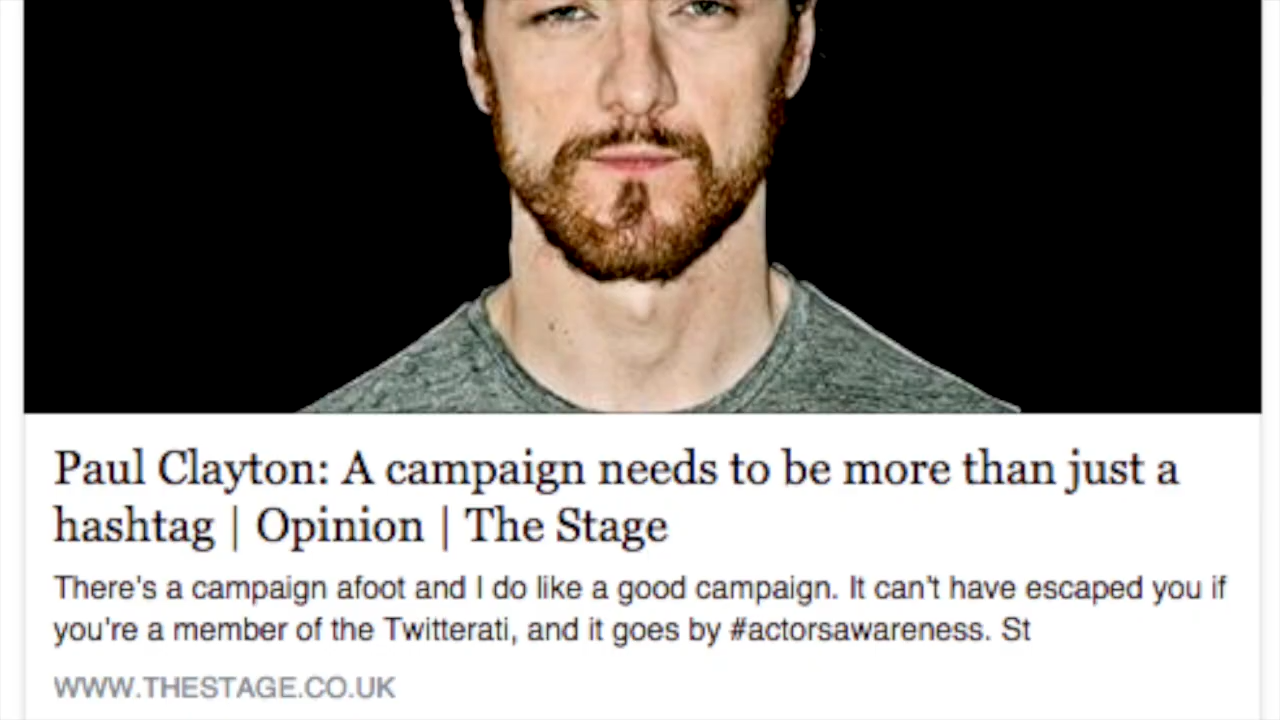 Paul Clayton: A campaign needs to be more than just a
hashtag | Opinion | The Stage
There's a campaign afoot and I do like a good campaign. It can't have escaped you if
you're a member of the Twitterati, and it goes by #actorsawareness. St
WWW.THESTAGE.CO.UK